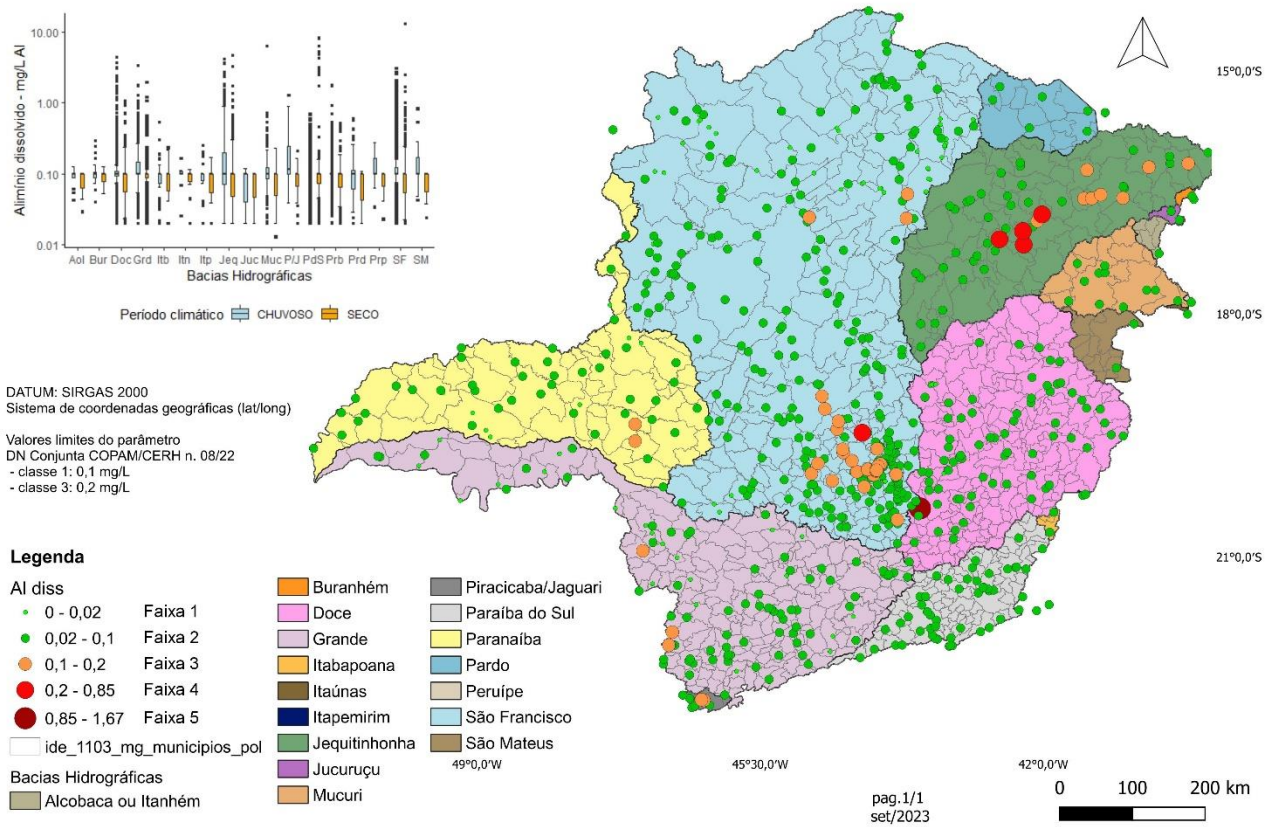 10.00
1.00
0.10
0.01
Alimínio dissolvido - mg/L Al
Aol Bur Doc Grd Itb Itn Itp Jeq Juc Muc P/J PdS Prb Prd Prp SF SM
Bacias Hidrográficas
Período climático CHUVOSO SECO
15°0,0'S
18°0,0'S
21°0,0'S
DATUM: SIRGAS 2000
Sistema de coordenadas geográficas (lat/long)
Valores limites do parâmetro
DN Conjunta COPAM/CERH n. 08/22
- classe 1: 0,1 mg/L
- classe 3: 0,2 mg/L
Legenda
Al diss
0 - 0,02 Faixa 1
0,02 - 0,1 Faixa 2
0,1 - 0,2 Faixa 3
0,2 - 0,85 Faixa 4
0,85 - 1,67 Faixa 5
ide_1103_mg_municipios_pol
Bacias Hidrográficas
Alcobaca ou Itanhém
Buranhém
Doce
Grande
Itabapoana
Itaúnas
Itapemirim
Jequitinhonha
Jucuruçu
Mucuri
Piracicaba/Jaguari
Paraíba do Sul
Paranaíba
Pardo
Peruípe
São Francisco
São Mateus
49°0,0'W
45°30,0'W
42°0,0'W
pag.1/1
set/2023
0 100 200 km